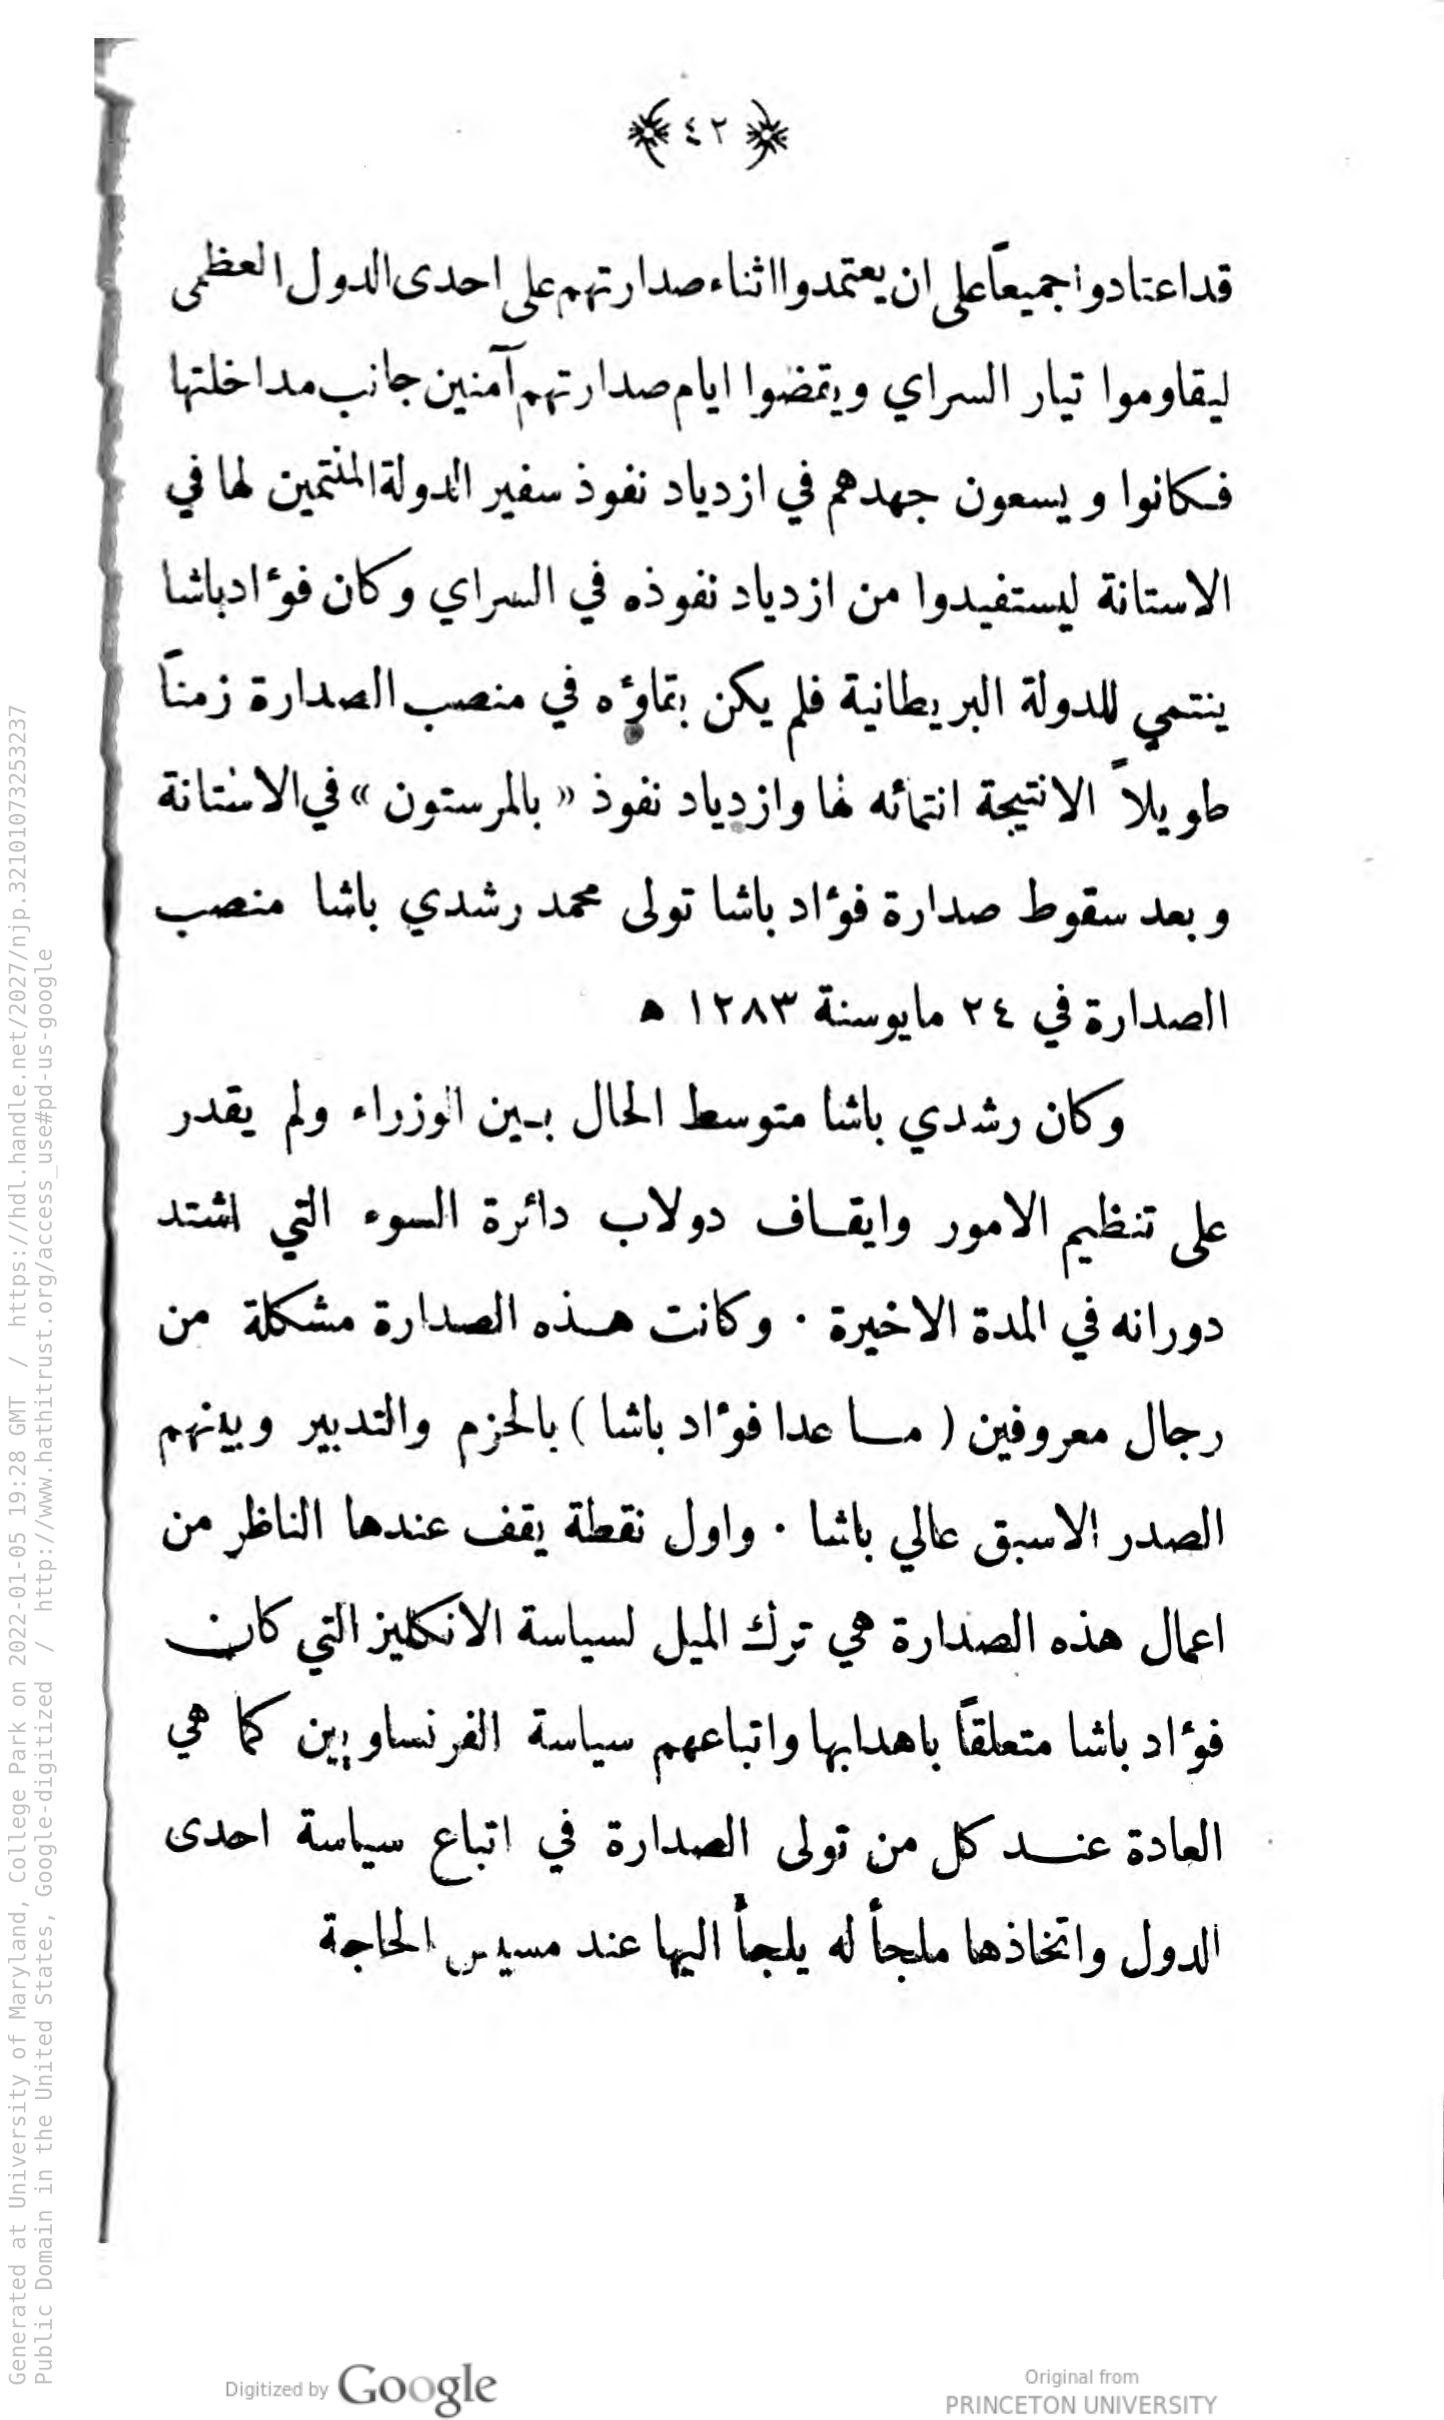 ﴿ ٤٢ ﴾
قد اعتادوا جميعاً على ان يعتمدوا اثناء صدارتهم على احدى الدول العظمى
ليقاوموا تيار السراي ويقضوا ايام صدارتهم آمنين جانب مداخلتها
فكانوا ويسعون جهدهم في ازدياد نفوذ سفير الدولة المنتمين لها في
الاستانة ليستفيدوا من ازدياد نفوذه في السراي وكان فؤاد باشا
ينتمي للدولة البريطانية فلم يكن بقاؤه في منصب الصدارة زمناً
طويلاً الا نتيجة انتمائه لها وازدياد نفوذ « بالمرستون » في الاستانة
وبعد سقوط صدارة فؤاد باشا تولى محمد رشدي باشا منصب
الصدارة في ٢٤ مايو سنة ١٢٨٣ ه
وكان رشدي باشا متوسط الحال بين الوزراء ولم يقدر
على تنظيم الامور وايقاف دولاب دائرة السوء التي اشتد
دورانه في المدة الاخيرة · وكانت هذه الصدارة مشكلة من
رجال معروفين ( ما عدا فؤاد باشا ) بالحزم والتدبير وبينهم
الصدر الاسبق عالي باشا · واول نقطة يقف عندها الناظر من
اعمال هذه الصدارة هي ترك الميل لسياسة الانكليز التي كان
فؤاد باشا متعلقاً باهدابها واتباعهم سياسة الفرنساويين كما هي
العادة عند كل من تولى الصدارة في اتباع سياسة احدى
الدول واتخاذها ملجأ له يلجأ اليها عند مسيس الحاجة
Digitized by Google
Original from
PRINCETON UNIVERSITY
Generated at University of Maryland, College Park on 2022-01-05 19:28 GMT / https://hdl.handle.net/2027/njp.32101073253237
Public Domain in the United States, Google-digitized / http://www.hathitrust.org/access_use#pd-us-google